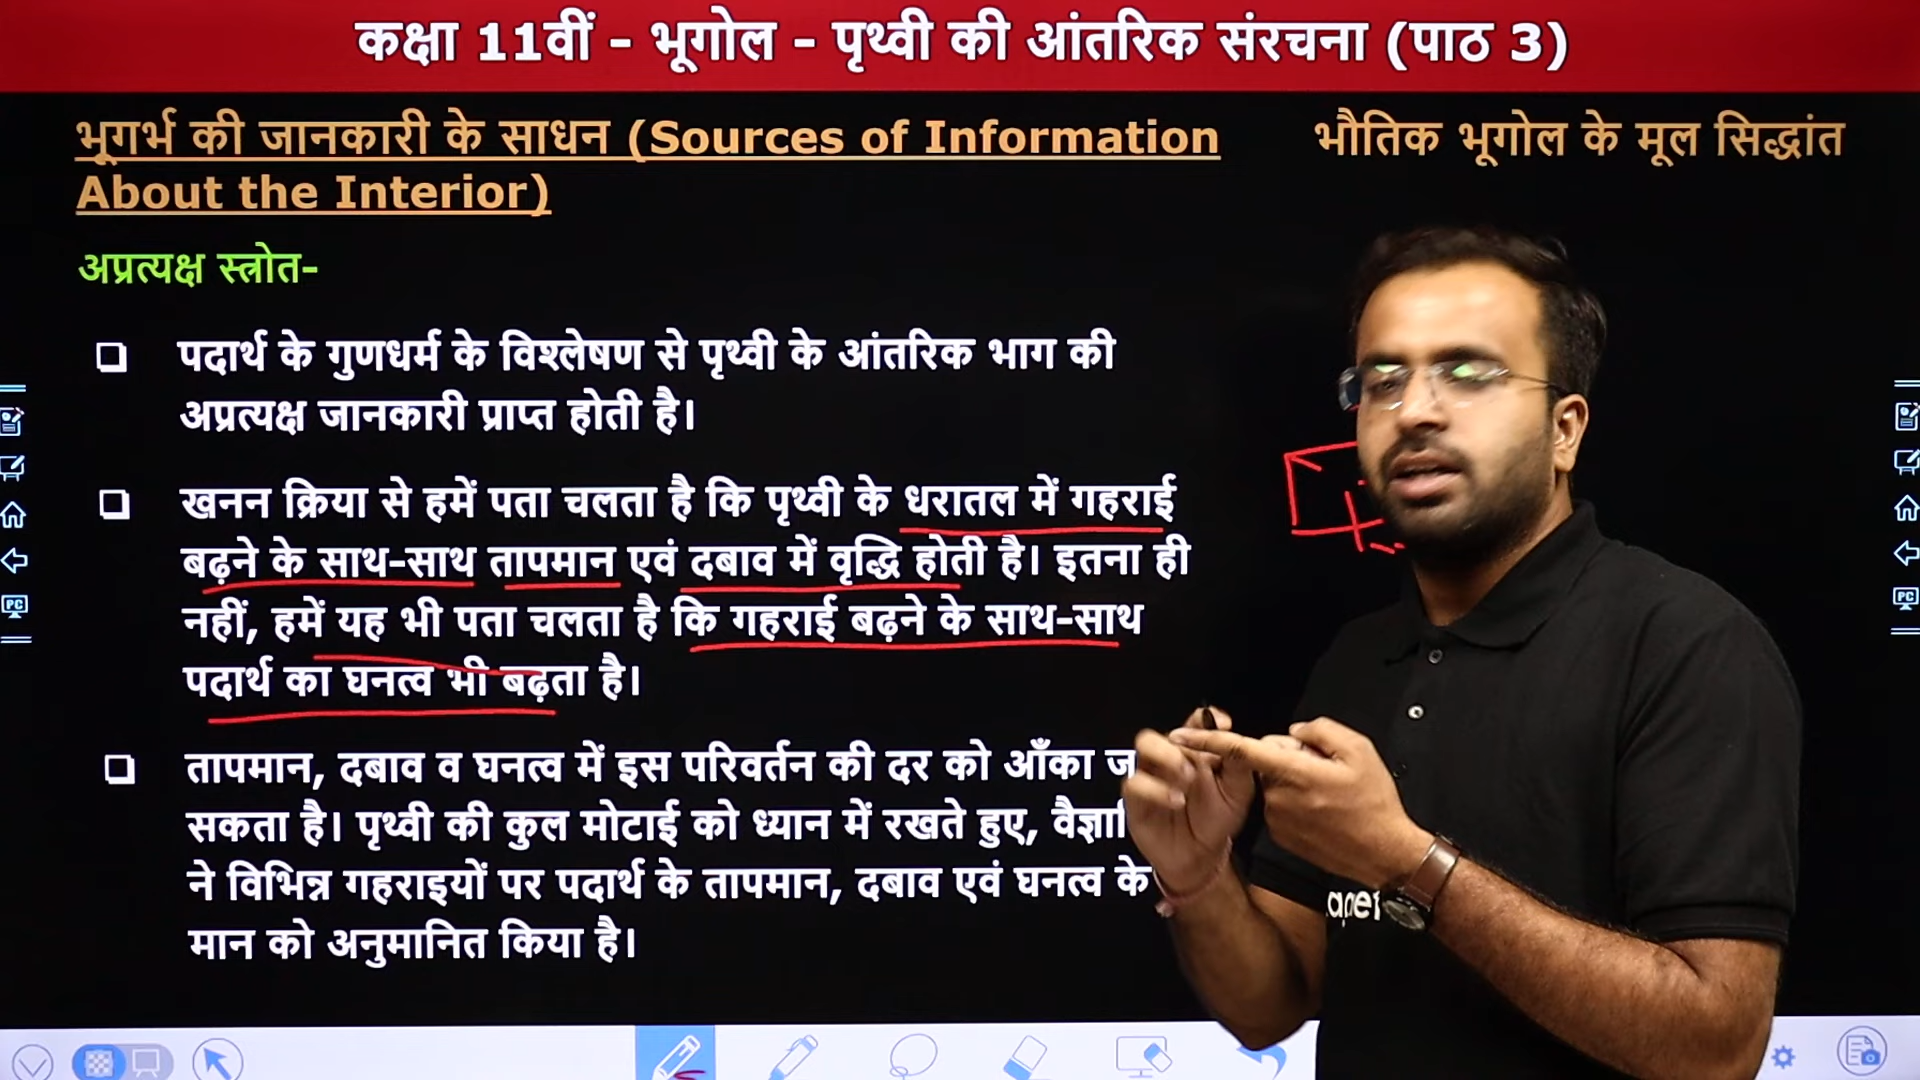 कक्षा 11वीं - भूगोल - पृथ्वी की आंतरिक संरचना (पाठ 3)
भूगर्भ की जानकारी के साधन (Sources of Information
About the Interior)
भौतिक भूगोल के मूल सिद्धांत
अप्रत्यक्ष स्त्रोत-
❑ पदार्थ के गुणधर्म के विश्लेषण से पृथ्वी के आंतरिक भाग की
अप्रत्यक्ष जानकारी प्राप्त होती है।
❑ खनन क्रिया से हमें पता चलता है कि पृथ्वी के धरातल में गहराई
बढ़ने के साथ-साथ तापमान एवं दबाव में वृद्धि होती है। इतना ही
नहीं, हमें यह भी पता चलता है कि गहराई बढ़ने के साथ-साथ
पदार्थ का घनत्व भी बढ़ता है।
❑ तापमान, दबाव व घनत्व में इस परिवर्तन की दर को आँका
सकता है। पृथ्वी की कुल मोटाई को ध्यान में रखते हुए,
ने विभिन्न गहराइयों पर पदार्थ के तापमान, दबाव एवं घनत्व के
मान को अनुमानित किया है।
PC
PC